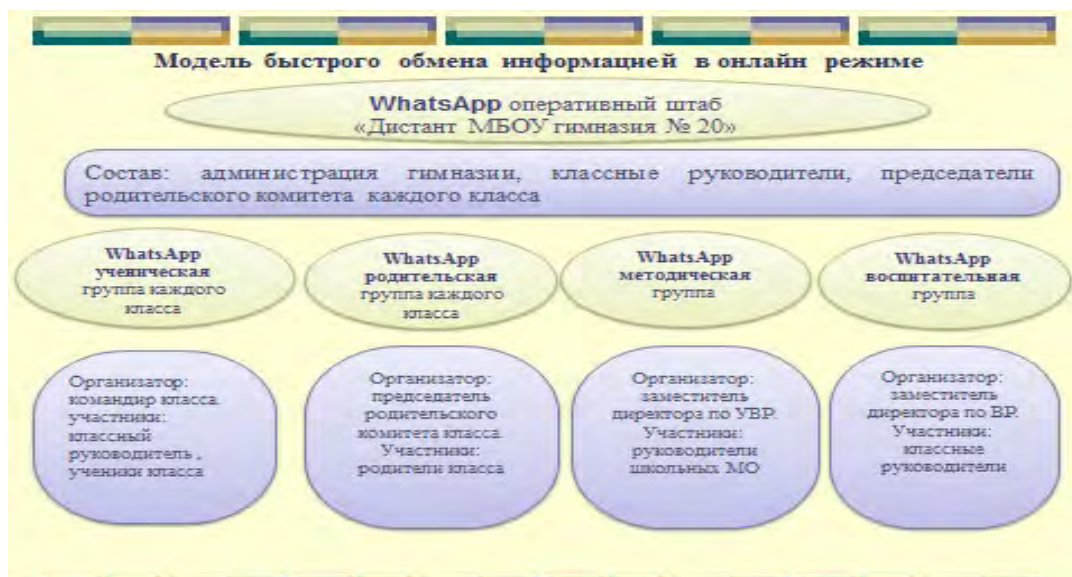 Модель быстрого обмена информацией в онлайн режиме
WhatsApp оперативный штаб
«Дистант МБОУ гимназия № 20»
Состав: администрация гимназии, классные руководители, председатели
родительского комитета каждого класса
WhatsApp
ученическая
группа каждого
класса
WhatsApp
родительская
группа каждого
класса
WhatsApp
методическая
группа
WhatsApp
воспитательная
группа
Организатор:
командир класса.
участники:
классный
руководитель ,
ученики класса
Организатор:
председатель
родительского
комитета класса
Участники:
родители класса
Организатор:
заместитель
директора по УВР.
Участники:
руководители
школьных МО
Организатор:
заместитель
директора по ВР.
Участники:
классные
руководители